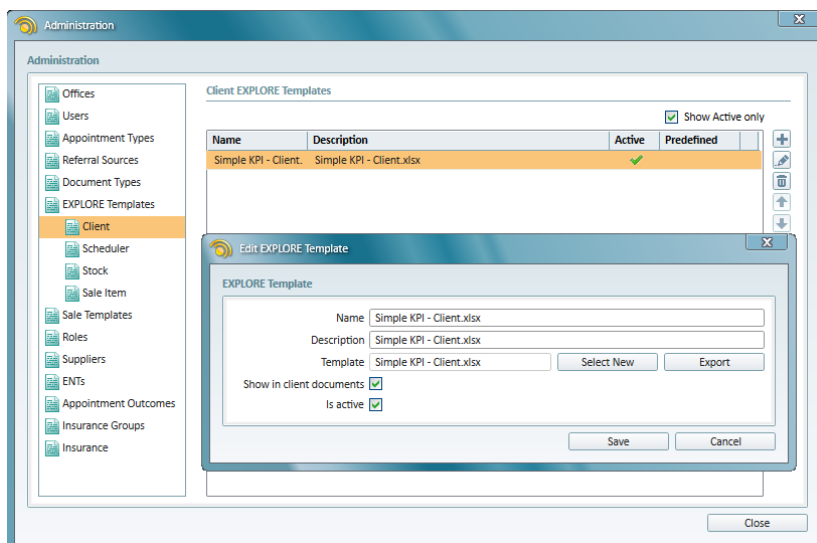 Administration
Administration
Offices
Users
Appointment Types
Referral Sources
Document Types
EXPLORE Templates
Client
Scheduler
Stock
Sale Item
Sale Templates
Roles
Suppliers
ENTs
Appointment Outcomes
Insurance Groups
Insurance
Client EXPLORE Templates
Show Active only
Name Description Active Predefined
Simple KPI - Client. Simple KPI - Client.xlsx
Edit EXPLORE Template
EXPLORE Template
Name Simple KPI - Client.xlsx
Description Simple KPI - Client.xlsx
Template Simple KPI - Client.xlsx Select New Export
Show in client documents
Is active
Save Cancel
Close